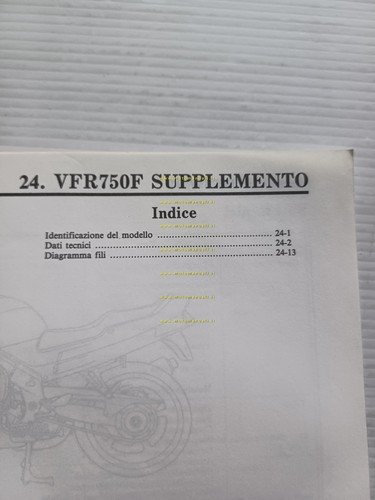 24. VFR750F SUPPLEMENTO
Indice
Identificazione del modello ........................................ 24-1
Dati tecnici ............................................................ 24-2
Diagramma fili ........................................................ 24-13